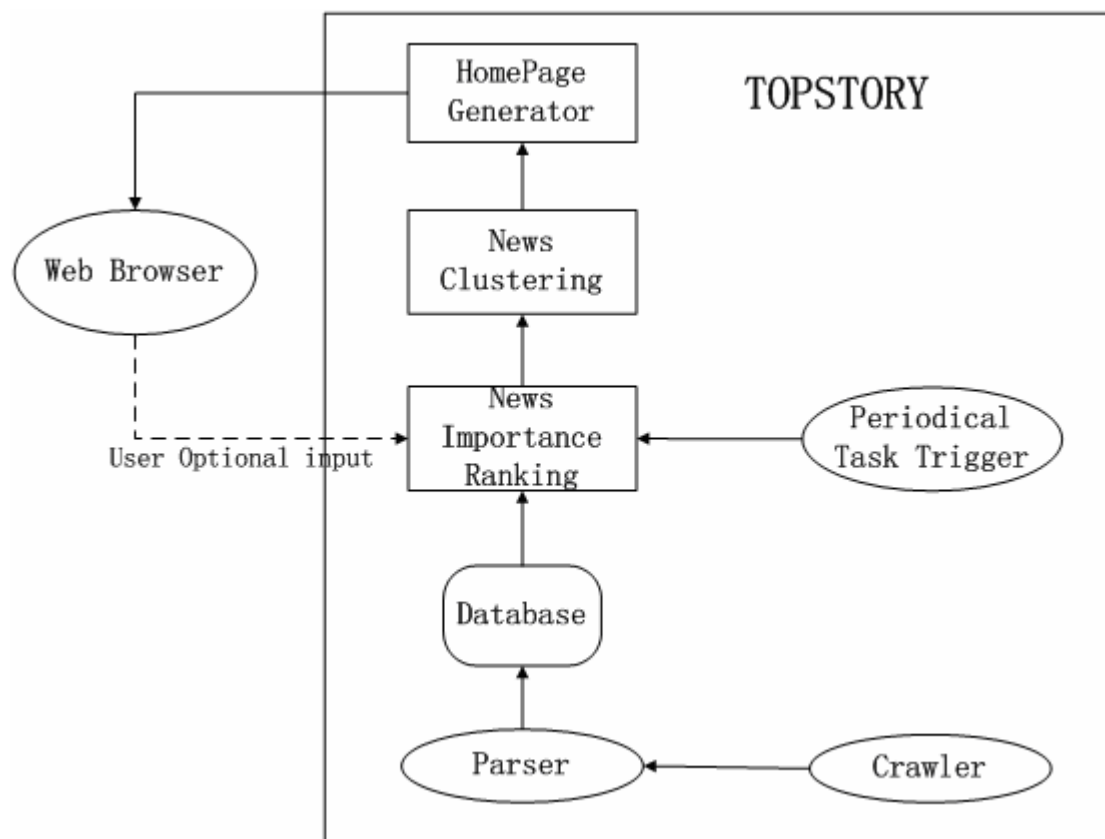 HomePage
Generator
TOPSTORY
Web Browser
News
Clustering
News
Importance
Ranking
User Optional input
Periodical
Task Trigger
Database
Parser
Crawler